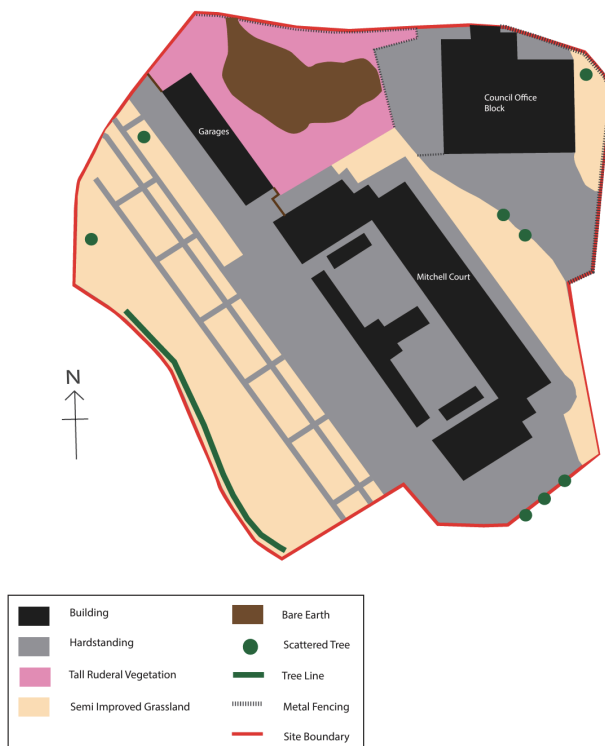 Garages
Council Office
Block
Mitchell Court
N
Building
Hardstanding
Tall Ruderal Vegetation
Semi Improved Grassland
Bare Earth
Scattered Tree
Tree Line
Metal Fencing
Site Boundary